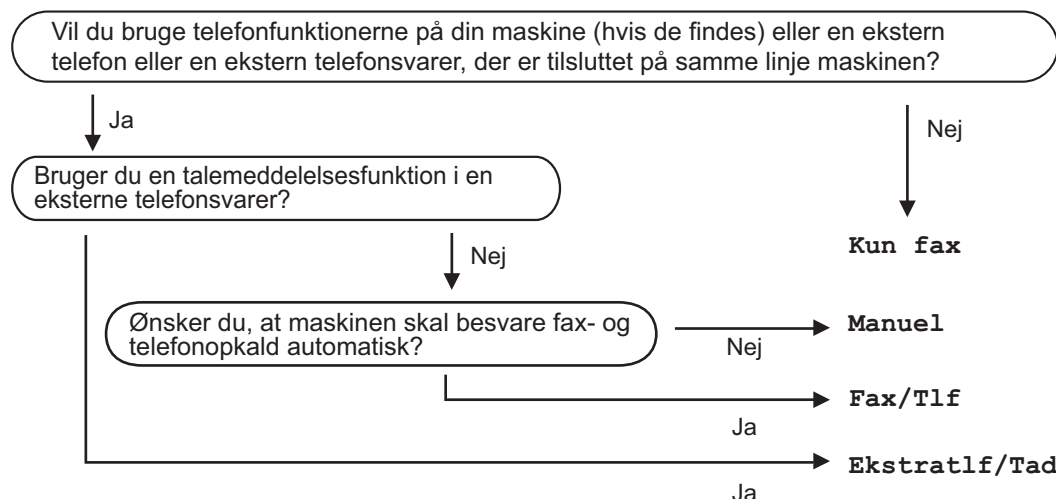 Vil du bruge telefonfunktionerne på din maskine (hvis de findes) eller en ekstern
telefon eller en ekstern telefonsvarer, der er tilsluttet på samme linje maskinen?
Ja
Nej
Bruger du en talemeddelelsesfunktion i en
eksterne telefonsvarer?
Kun fax
Nej
Ønsker du, at maskinen skal besvare fax- og
telefonopkald automatisk?
Manuel
Nej
Fax/Tlf
Ja
Ekstratlf/Tad
Ja